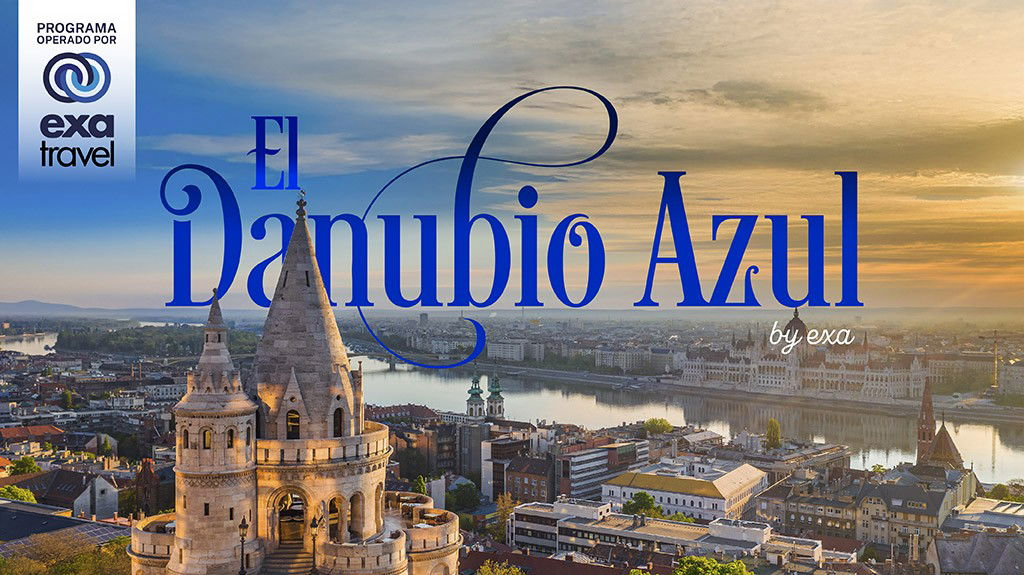 PROGRAMA
OPERADO POR
exa
travel
El
Danubio Azul
by exa